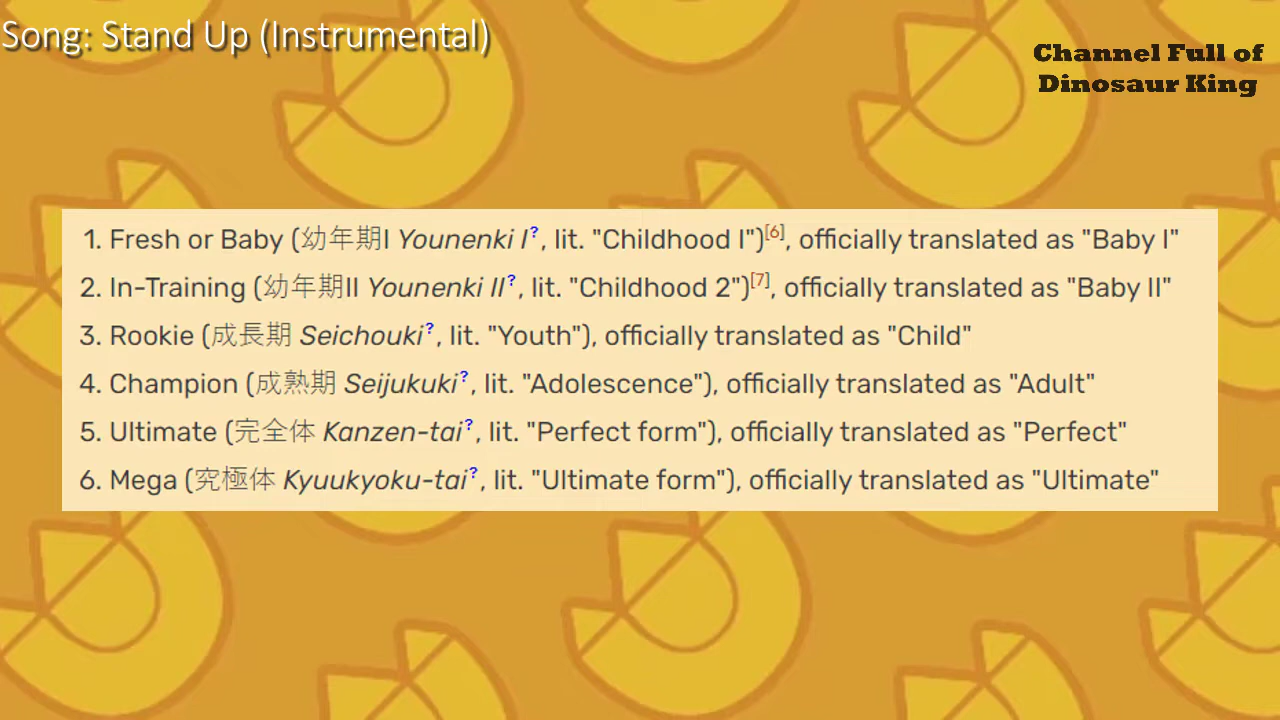 Song: Stand Up (Instrumental)
Channel Full of
Dinosaur King
1. Fresh or Baby (幼年期I Younenki I?, lit. "Childhood I")[6], officially translated as "Baby I"
2. In-Training (幼年期II Younenki II?, lit. "Childhood 2")[7], officially translated as "Baby II"
3. Rookie (成長期 Seichouki?, lit. "Youth"), officially translated as "Child"
4. Champion (成熟期 Seijukuki?, lit. "Adolescence"), officially translated as "Adult"
5. Ultimate (完全体 Kanzen-tai?, lit. "Perfect form"), officially translated as "Perfect"
6. Mega (究極体 Kyuukyoku-tai?, lit. "Ultimate form"), officially translated as "Ultimate"